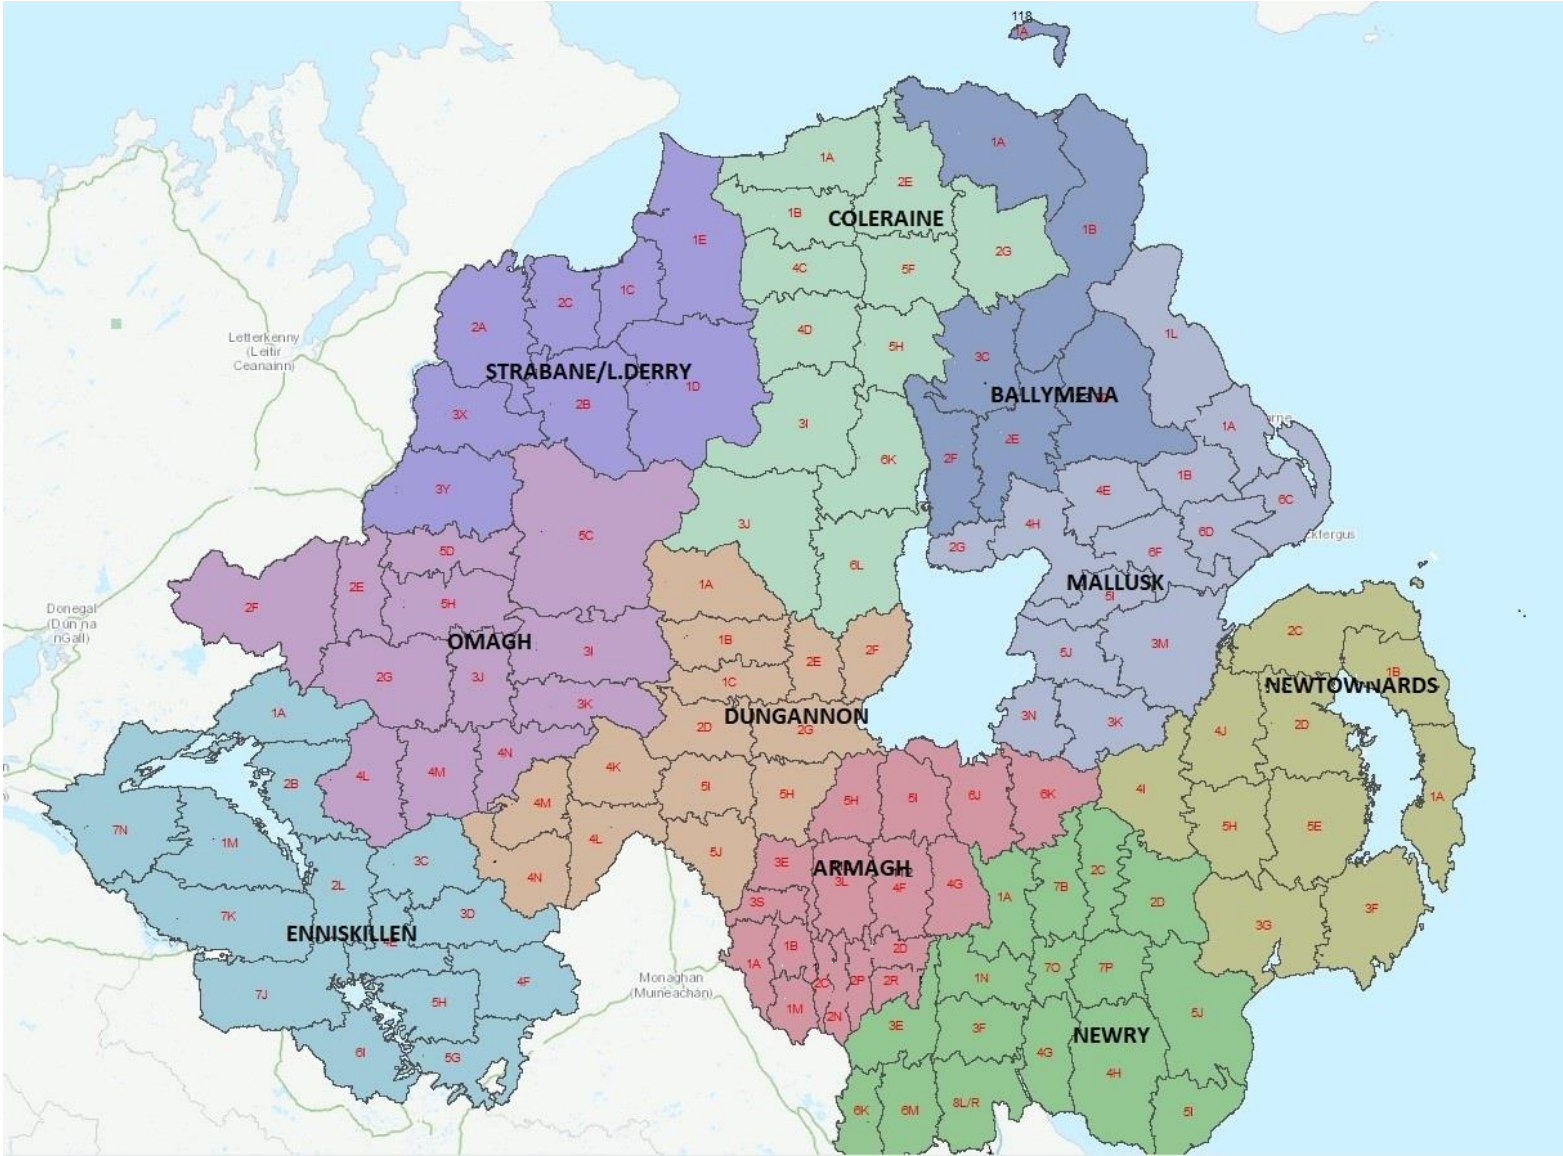 118
1A
1A
1A
2E
1B
COLERAINE
1E
1B
2G
4C
5F
1C
2C
2A
4D
1L
Letterkenny
(Leitir
Ceanainn)
5H
3C
STRABANE/L.DERRY
1D
BALLYMENA
2B
3X
3I
1A
rne
2E
6K
2F
1B
3Y
4E
6C
3J
4H
5C
6D
ckfergus
5D
2G
6F
6L
MALLUSK
2E
1A
5I
5H
2F
Donegal
(Dún na
nGall)
2C
1B
OMAGH
3I
2E
2F
5J
3M
2G
3J
1C
1B
NEWTOWNARDS
3K
1A
DUNGANNON
3N
3K
2D
2G
4J
2D
4N
4K
4L
4M
2B
5I
5H
4I
4M
5H
5I
6J
6K
1A
7N
5H
5E
1M
4L
5J
3C
3E
ARMAGH
3L
4F
4G
2C
4N
2L
7B
1A
3S
2D
3F
7K
3D
3G
ENNISKILLEN
1B
2D
1A
7O
7P
Monaghan
(Muineachán)
4F
2P
2R
1N
7J
5H
1M
2N
5J
3E
3F
NEWRY
6I
5G
4G
4H
6K
6M
8L/R
5I